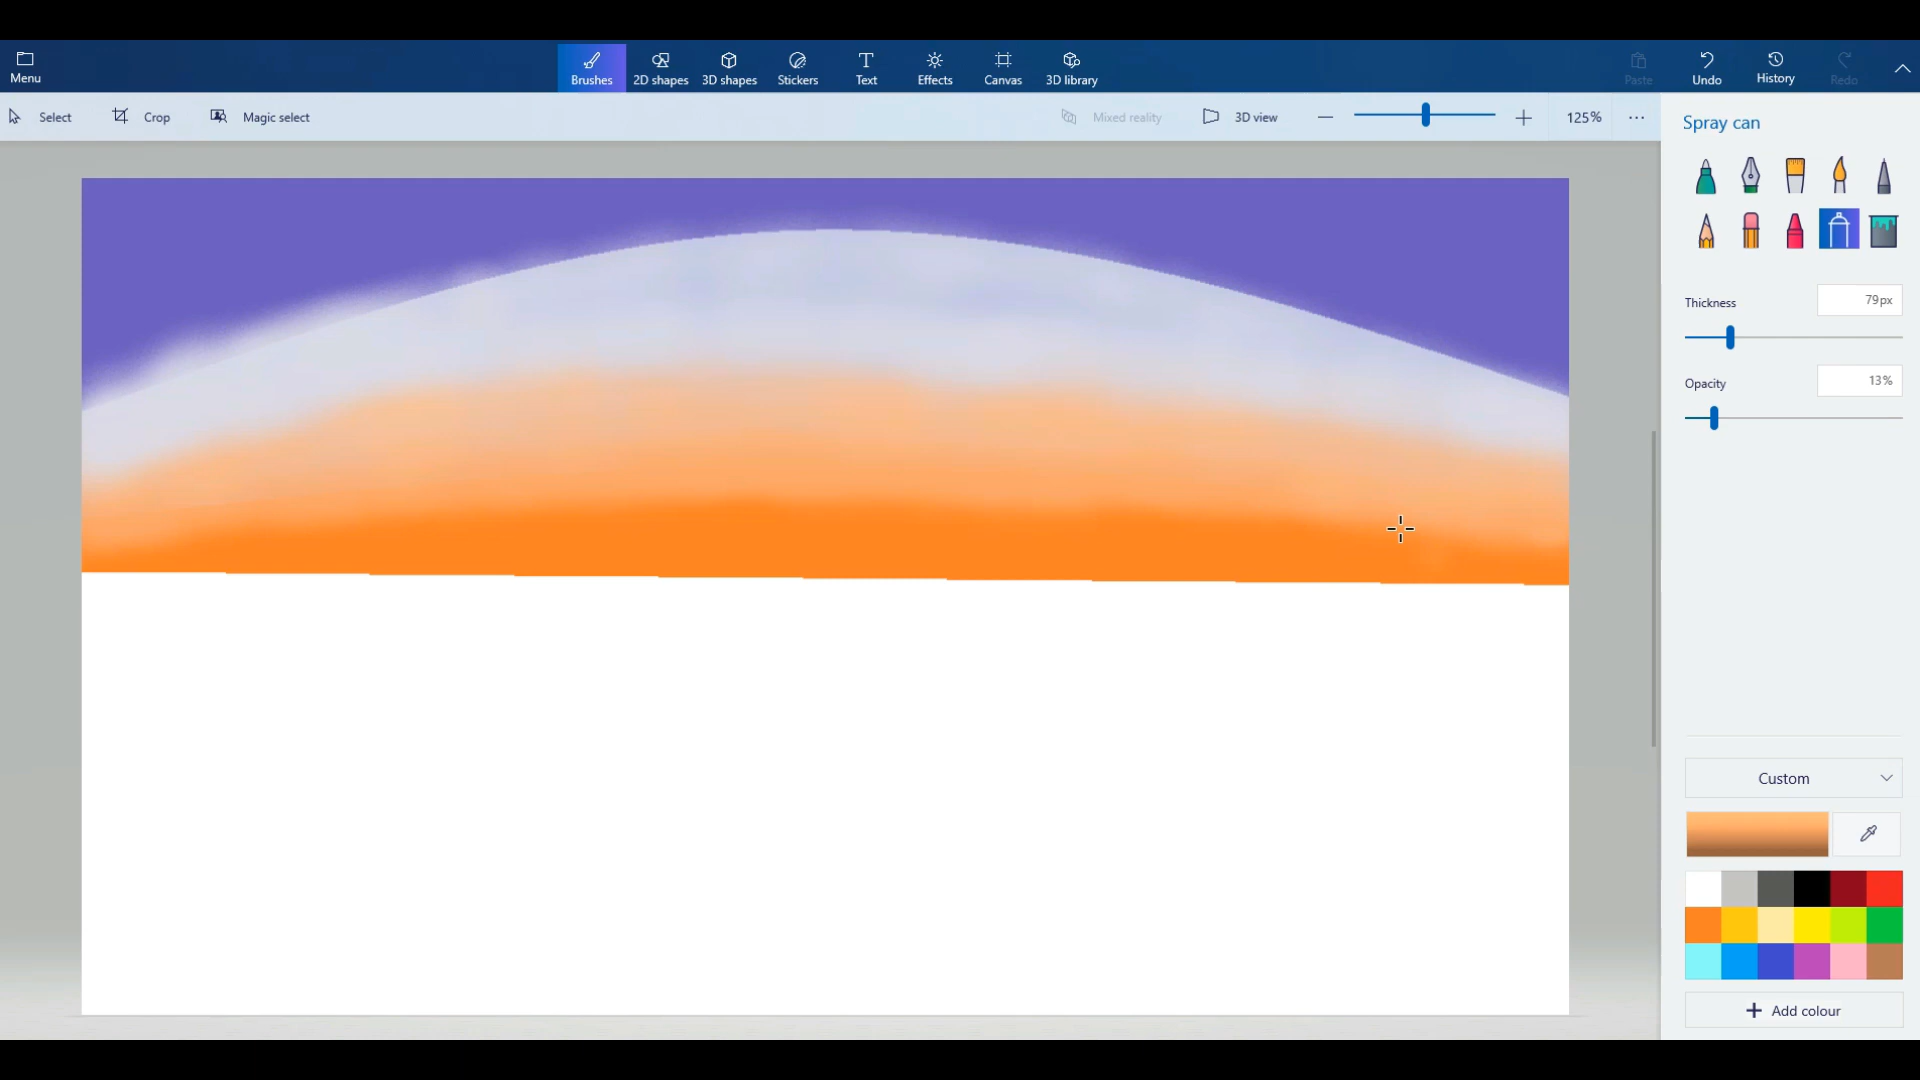 Menu
Brushes
2D shapes
3D shapes
Stickers
Text
Effects
Canvas
3D library
Paste
Undo
History
Redo
Select
Crop
Magic select
Mixed reality
3D view
125%
Spray can
Thickness
79px
Opacity
13%
Custom
Add colour